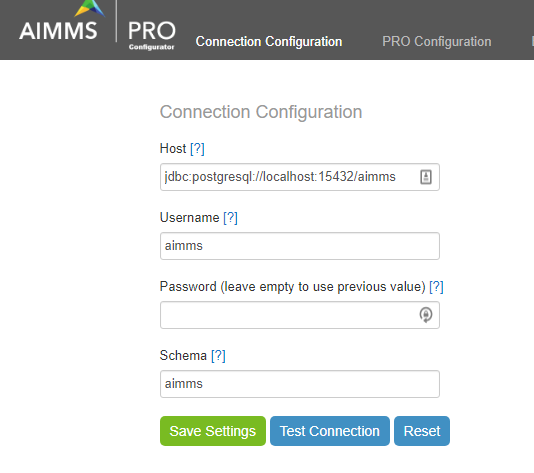 AIMMS PRO
Configurator
Connection Configuration PRO Configuration
Connection Configuration
Host [?]
jdbc:postgresql://localhost:15432/aimms
Username [?]
aimms
Password (leave empty to use previous value) [?]
Schema [?]
aimms
Save Settings Test Connection Reset